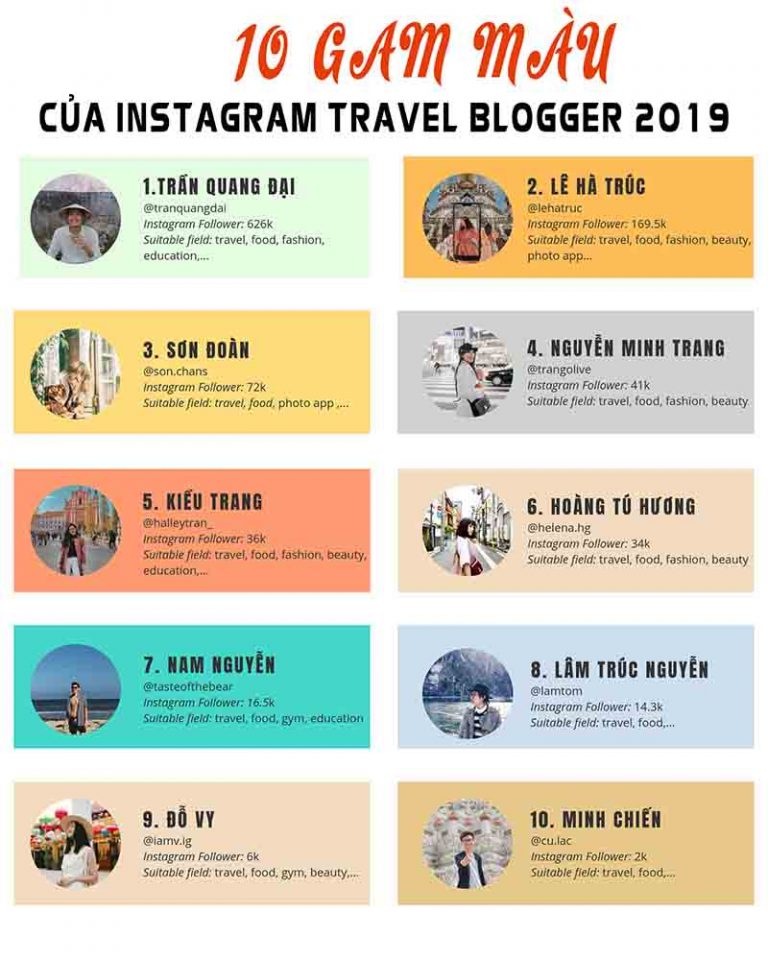 10 GAM MÀU
CỦA INSTAGRAM TRAVEL BLOGGER 2019
1.TRẦN QUANG ĐẠI
@tranquangdai
Instagram Follower: 626k
Suitable field: travel, food, fashion,
education,...
2. LÊ HÀ TRÚC
@lehatruc
Instagram Follower: 169.5k
Suitable field: travel, food, fashion, beauty,
photo app...
3. SƠN ĐOÀN
@son.chans
Instagram Follower: 72k
Suitable field: travel, food, photo app ,...
4. NGUYỄN MINH TRANG
@trangolive
Instagram Follower: 41k
Suitable field: travel, food, fashion, beauty
5. KIỀU TRANG
@halleytran_
Instagram Follower: 36k
Suitable field: travel, food, fashion, beauty,
education,...
6. HOÀNG TÚ HƯƠNG
@helena.hg
Instagram Follower: 34k
Suitable field: travel, food, fashion, beauty
7. NAM NGUYỄN
@tasteofthebear
Instagram Follower: 16.5k
Suitable field: travel, food, gym, education
8. LÂM TRÚC NGUYỄN
@lamtom
Instagram Follower: 14.3k
Suitable field: travel, food,...
9. ĐỖ VY
@iamv.ig
Instagram Follower: 6k
Suitable field: travel, food, gym, beauty,...
10. MINH CHIẾN
@cu.lac
Instagram Follower: 2k
Suitable field: travel, food,...